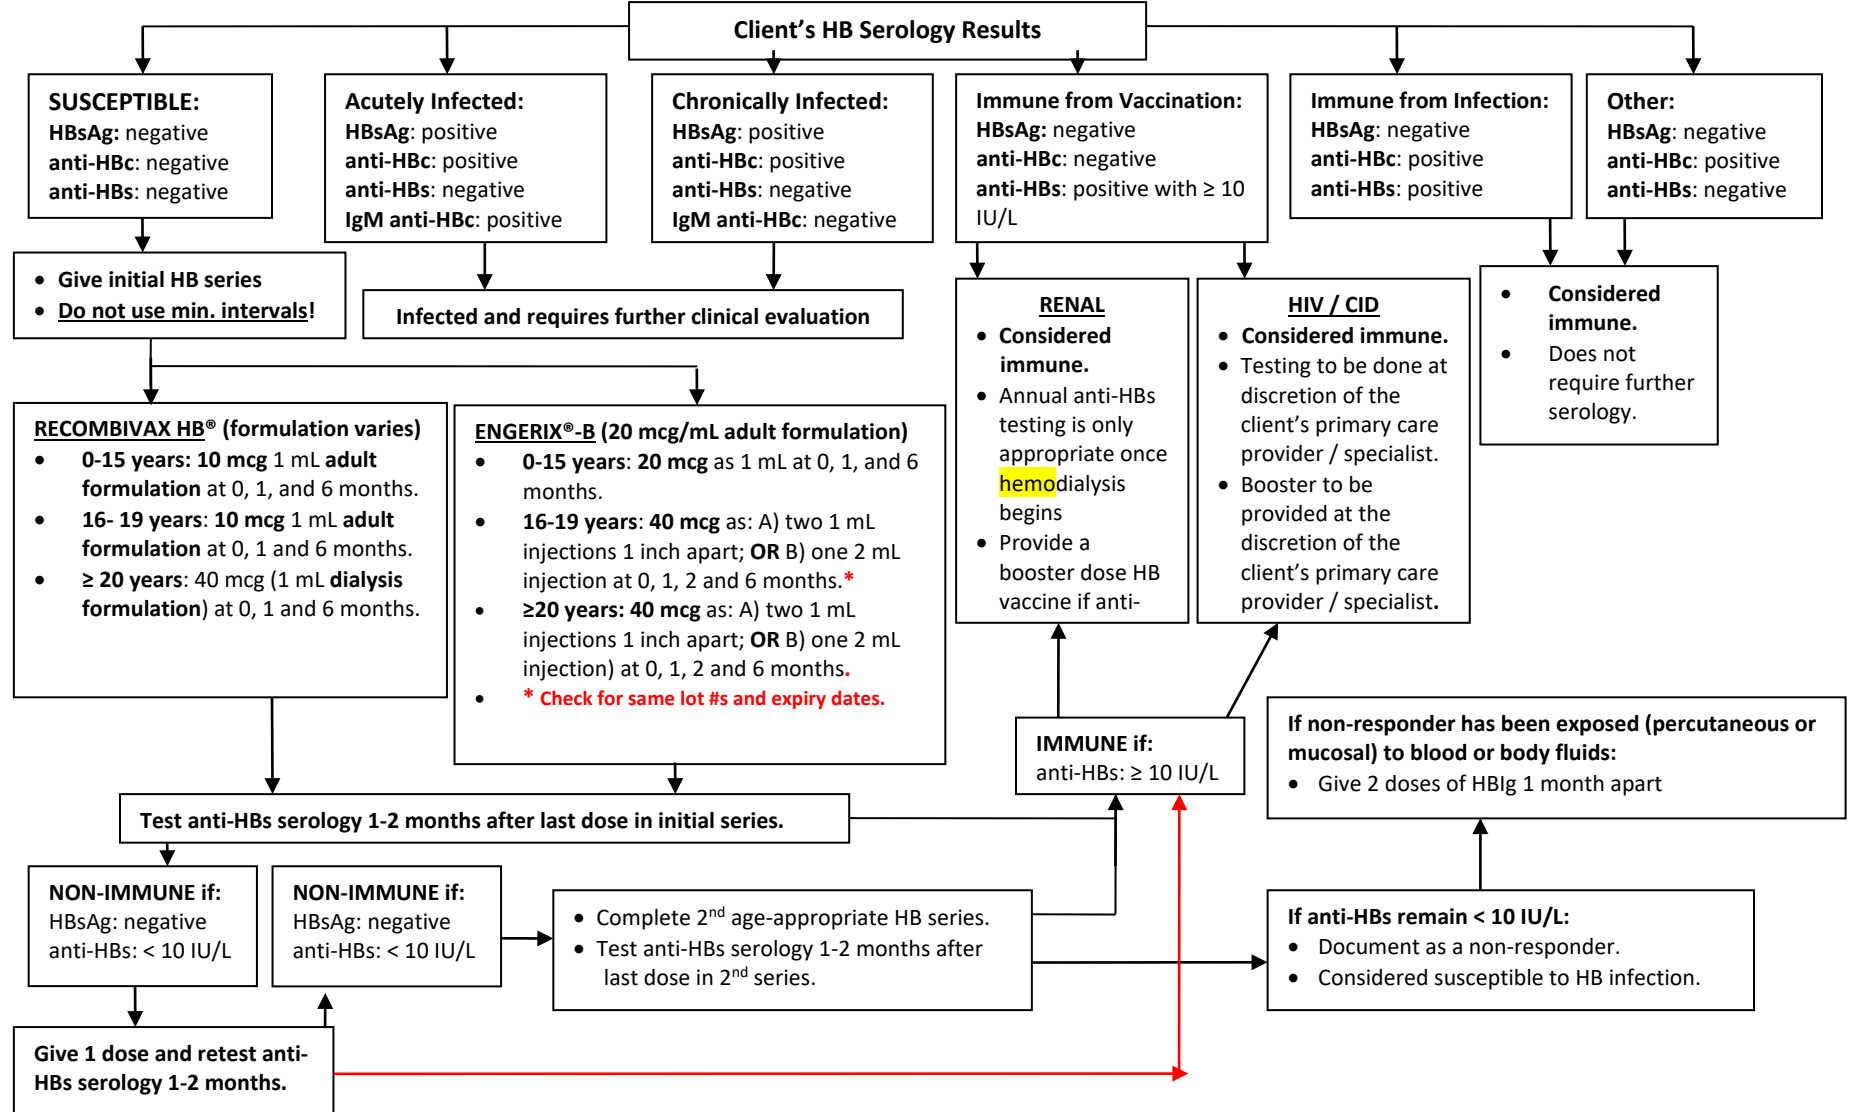 Client’s HB Serology Results
SUSCEPTIBLE:
HBsAg: negative
anti-HBc: negative
anti-HBs: negative
Acutely Infected:
HBsAg: positive
anti-HBc: positive
anti-HBs: negative
IgM anti-HBc: positive
Chronically Infected:
HBsAg: positive
anti-HBc: positive
anti-HBs: negative
IgM anti-HBc: negative
Immune from Vaccination:
HBsAg: negative
anti-HBc: negative
anti-HBs: positive with ≥ 10
IU/L
Immune from Infection:
HBsAg: negative
anti-HBc: positive
anti-HBs: positive
Other:
HBsAg: negative
anti-HBc: positive
anti-HBs: negative
• Give initial HB series
• Do not use min. intervals!
Infected and requires further clinical evaluation
RENAL
• Considered
immune.
• Annual anti-HBs
testing is only
appropriate once
hemodialysis
begins
• Provide a
booster dose HB
vaccine if anti-
HIV / CID
• Considered immune.
• Testing to be done at
discretion of the
client’s primary care
provider / specialist.
• Booster to be
provided at the
discretion of the
client’s primary care
provider / specialist.
• Considered
immune.
• Does not
require further
serology.
RECOMBIVAX HB® (formulation varies)
• 0-15 years: 10 mcg 1 mL adult
formulation at 0, 1, and 6 months.
• 16- 19 years: 10 mcg 1 mL adult
formulation at 0, 1 and 6 months.
• ≥ 20 years: 40 mcg (1 mL dialysis
formulation) at 0, 1 and 6 months.
ENGERIX®-B (20 mcg/mL adult formulation)
• 0-15 years: 20 mcg as 1 mL at 0, 1, and 6
months.
• 16-19 years: 40 mcg as: A) two 1 mL
injections 1 inch apart; OR B) one 2 mL
injection at 0, 1, 2 and 6 months.*
• ≥20 years: 40 mcg as: A) two 1 mL
injections 1 inch apart; OR B) one 2 mL
injection) at 0, 1, 2 and 6 months.
• * Check for same lot #s and expiry dates.
Test anti-HBs serology 1-2 months after last dose in initial series.
IMMUNE if:
anti-HBs: ≥ 10 IU/L
If non-responder has been exposed (percutaneous or
mucosal) to blood or body fluids:
• Give 2 doses of HBIg 1 month apart
NON-IMMUNE if:
HBsAg: negative
anti-HBs: < 10 IU/L
NON-IMMUNE if:
HBsAg: negative
anti-HBs: < 10 IU/L
• Complete 2nd age-appropriate HB series.
• Test anti-HBs serology 1-2 months after
last dose in 2nd series.
If anti-HBs remain < 10 IU/L:
• Document as a non-responder.
• Considered susceptible to HB infection.
Give 1 dose and retest anti-
HBs serology 1-2 months.